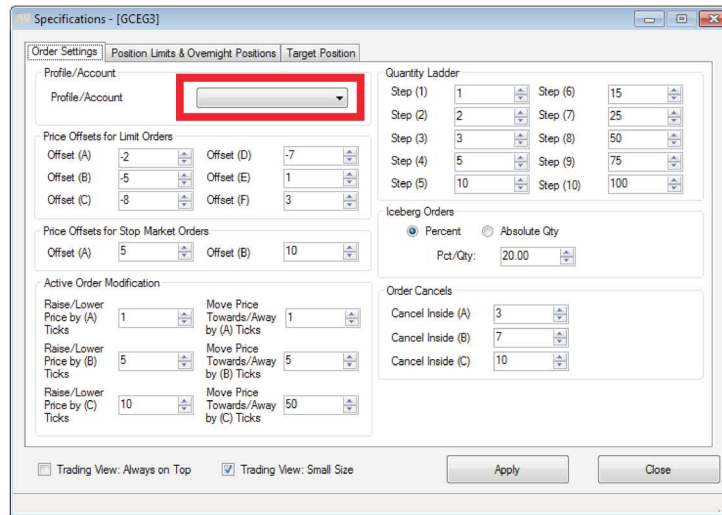 Specifications - [GCEG3]
Order Settings Position Limits & Overnight Positions Target Position
Profile/Account
Profile/Account
Price Offsets for Limit Orders
Offset (A) -2 Offset (D) -7
Offset (B) -5 Offset (E) 1
Offset (C) -8 Offset (F) 3
Price Offsets for Stop Market Orders
Offset (A) 5 Offset (B) 10
Active Order Modification
Raise/Lower
Price by (A)
Ticks
1
Move Price
Towards/Away
by (A) Ticks
1
Raise/Lower
Price by (B)
Ticks
5
Move Price
Towards/Away
by (B) Ticks
5
Raise/Lower
Price by (C)
Ticks
10
Move Price
Towards/Away
by (C) Ticks
50
Quantity Ladder
Step (1) 1 Step (6) 15
Step (2) 2 Step (7) 25
Step (3) 3 Step (8) 50
Step (4) 5 Step (9) 75
Step (5) 10 Step (10) 100
Iceberg Orders
Percent Absolute Qty
Pct/Qty: 20.00
Order Cancels
Cancel Inside (A) 3
Cancel Inside (B) 7
Cancel Inside (C) 10
Trading View: Always on Top Trading View: Small Size Apply Close